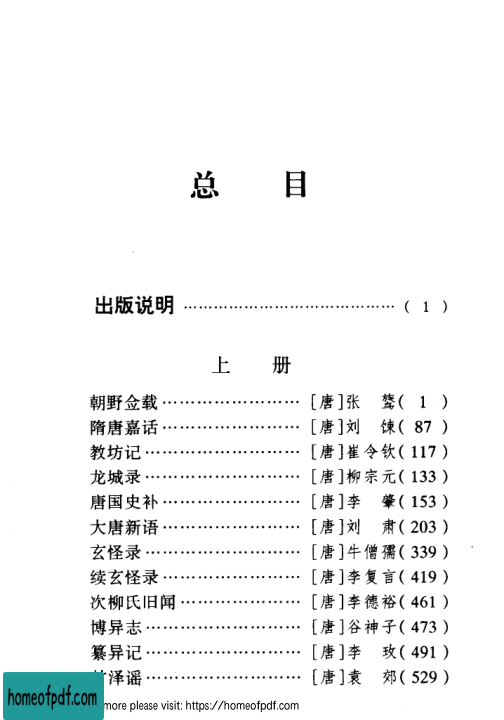 总 目
出版说明 …………………………………… ( 1 )
上 册
朝野佥载 …………………… [唐]张 鷟( 1 )
隋唐嘉话 …………………… [唐]刘 𫗧( 87 )
教坊记 ……………………… [唐]崔令钦(117)
龙城录 ……………………… [唐]柳宗元(133)
唐国史补 …………………… [唐]李 肇(153)
大唐新语 …………………… [唐]刘 肃(203)
玄怪录 ……………………… [唐]牛僧孺(339)
续玄怪录 …………………… [唐]李复言(419)
次柳氏旧闻 ………………… [唐]李德裕(461)
博异志 ……………………… [唐]谷神子(473)
纂异记 ……………………… [唐]李 玫(491)
泽谣 ……………………… [唐]袁 郊(529)
homeofpdf.com
more please visit: https://homeofpdf.com